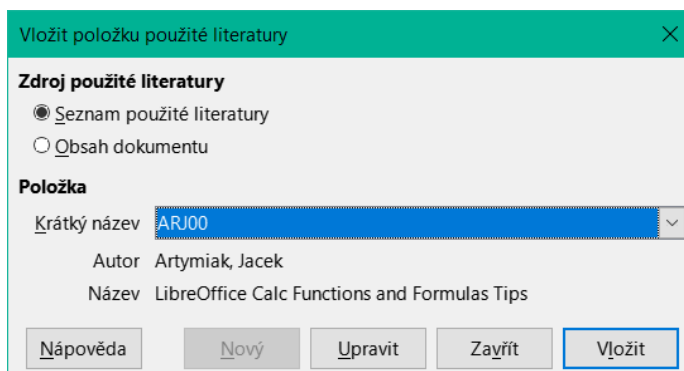 Vložit položku použité literatury
Zdroj použité literatury
Seznam použité literatury
Obsah dokumentu
Položka
Krátký název ARJ00
Autor Artymiak, Jacek
Název LibreOffice Calc Functions and Formulas Tips
Nápověda Nový Upravit Zavřít Vložit